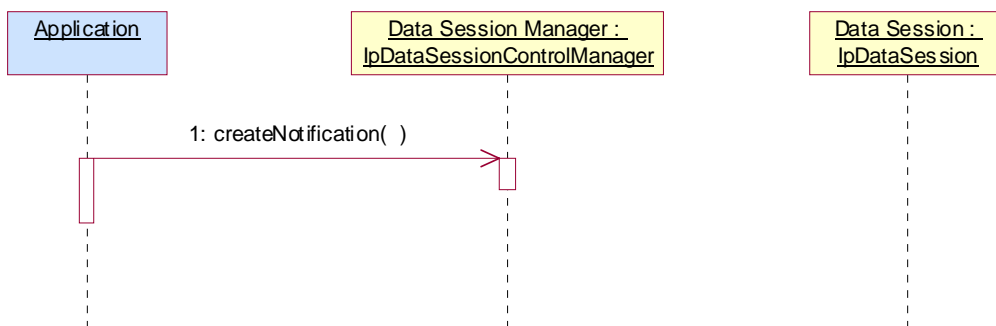 Application
Data Session Manager :
IpDataSessionControlManager
Data Session :
IpDataSession
1: createNotification(  )